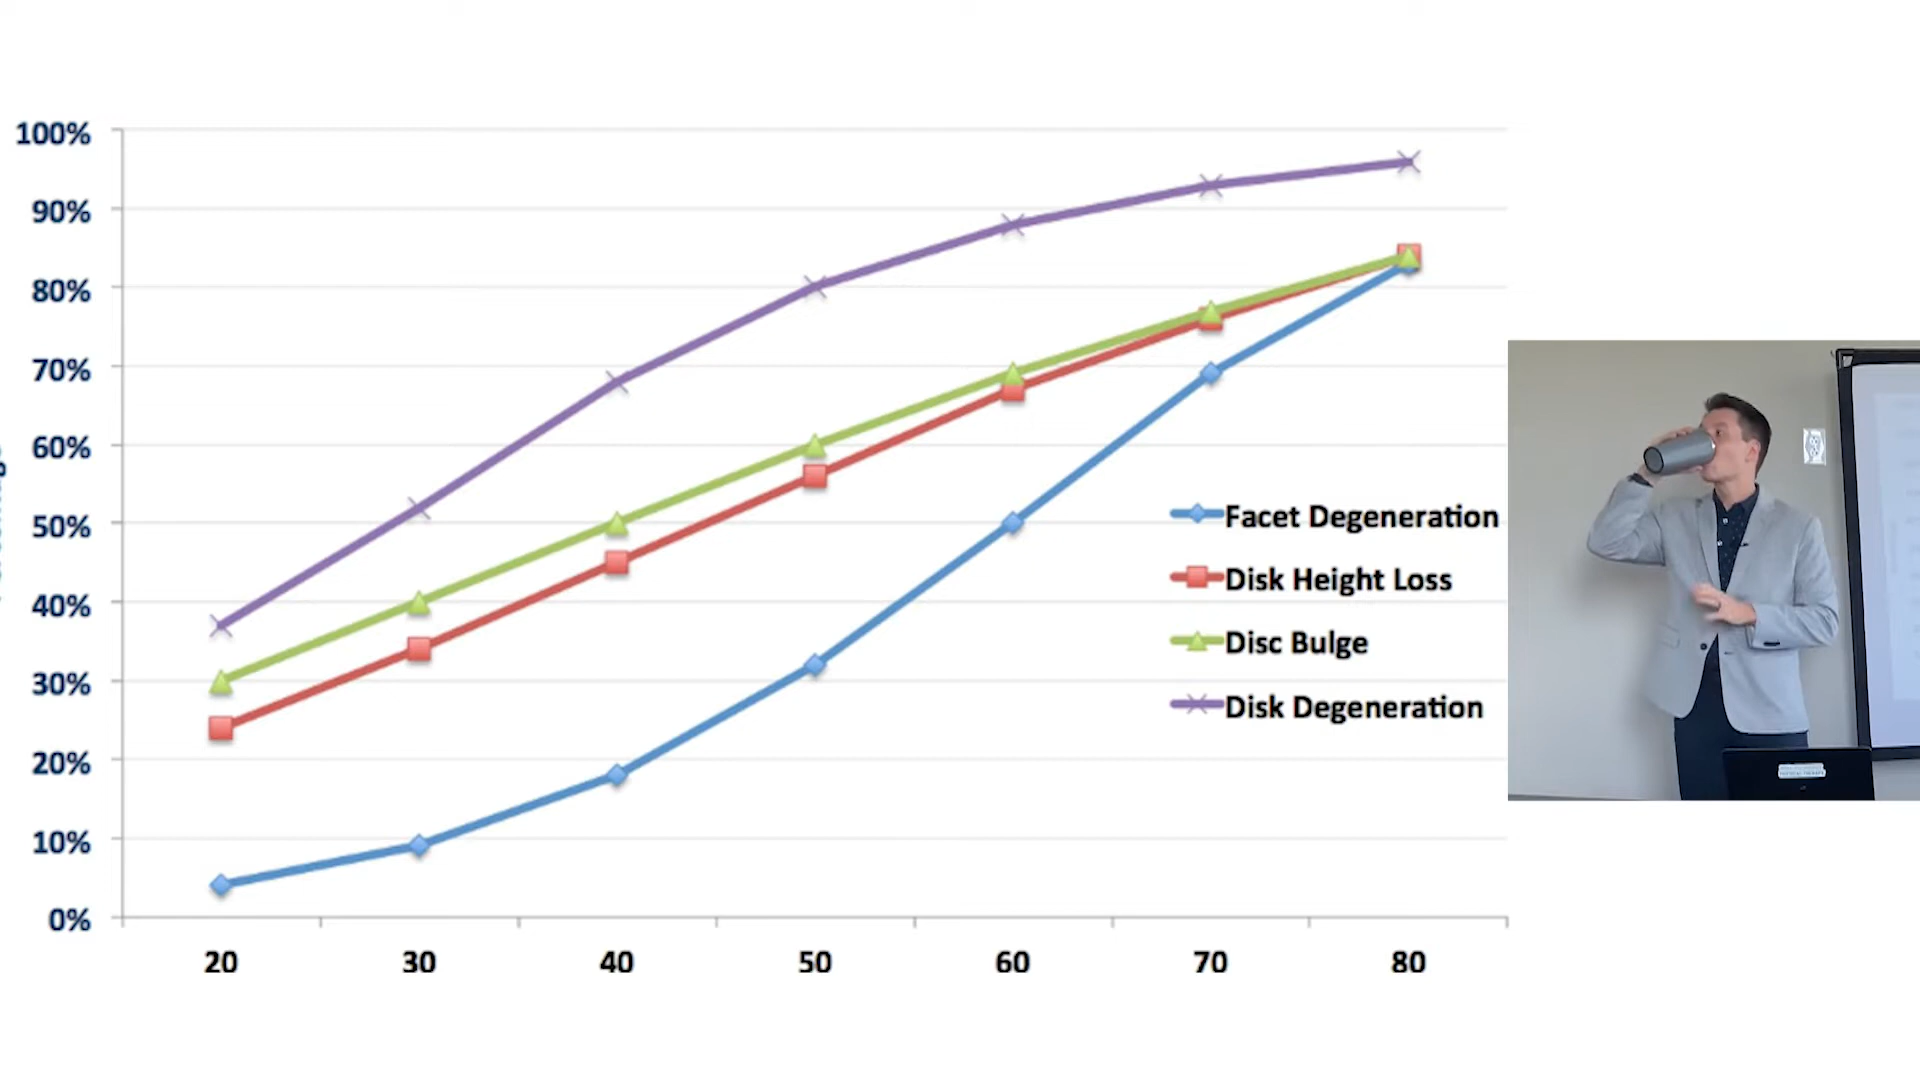 100%
90%
80%
70%
60%
50%
40%
30%
20%
10%
0%
20 30 40 50 60 70 80
Facet Degeneration
Disk Height Loss
Disc Bulge
Disk Degeneration